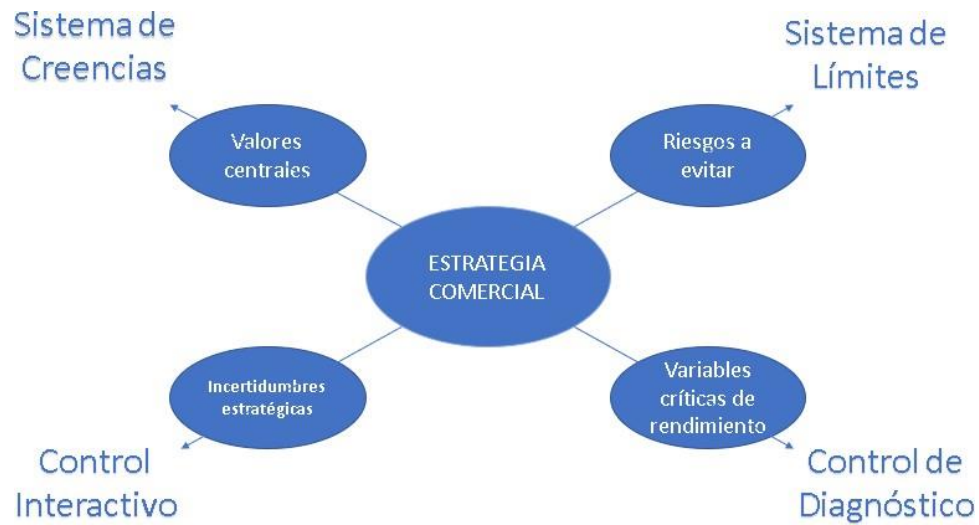 Sistema de
Creencias
Sistema de
Límites
Valores
centrales
Riesgos a
evitar
ESTRATEGIA
COMERCIAL
Incertidumbres
estratégicas
Variables
críticas de
rendimiento
Control
Interactivo
Control de
Diagnóstico